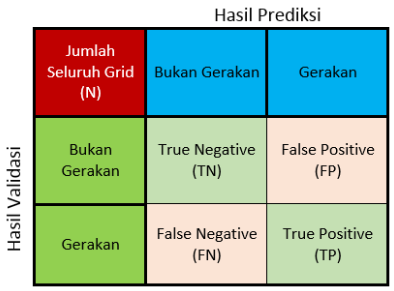 Hasil Prediksi
Jumlah
Seluruh Grid
(N)
Bukan Gerakan
Gerakan
Hasil Validasi
Bukan
Gerakan
True Negative
(TN)
False Positive
(FP)
Gerakan
False Negative
(FN)
True Positive
(TP)